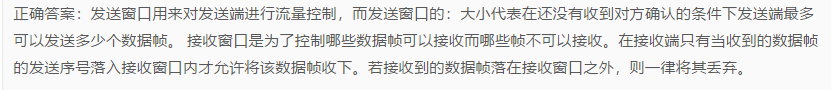 正确答案：发送窗口用来对发送端进行流量控制，而发送窗口的：大小代表在还没有收到对方确认的条件下发送端最多
可以发送多少个数据帧。 接收窗口是为了控制哪些数据帧可以接收而哪些帧不可以接收。在接收端只有当收到的数据帧
的发送序号落入接收窗口内才允许将该数据帧收下。若接收到的数据帧落在接收窗口之外，则一律将其丢弃。